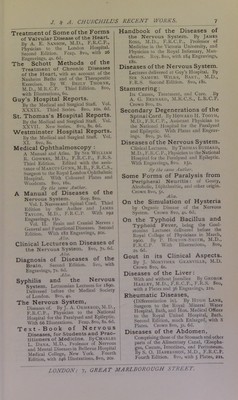 J. & A. CHURCHILL'S RECENT WORKS. 7
Treatment of Some of the Forms
of Valvular Disease of the Heart.
By A. E. SANSOM, M.D., F.R.C.P.,
Physician to the London Hospital.
Second Edition. Fcap. 8vo, with 26
Engravings, 4s. 6d.
The Schott Methods of the
Treatment of Chronic Diseases
of the Heart, with an account of the
Nauheim Baths and of the Therapeutic
Exercises. By W. BEZLY THORNE,
M.D., M.R.C.P. Third Edition. 8vo,
with Illustrations, 6s.
Guy's Hospital Reports.
By the Medical and Surgical Staff. Vol.
8vo, 10s. 6d.
St. Thomas's Hospital Reports.
By the Medical and Surgical Staff. Vol.
Svo, 8s. 6d.
Westminster Hospital Reports.
By the Medical and Surgical Staff. Vol.
XI. 8vo, 8s.
Medical Ophthalmoscopy:
A Manual and Atlas. By Sir WILLIAM
R. GOWERS, M.D., F.R.C.P., F.R.S.
Third Edition. Edited with the assistance
of MARCUS GUNN, M.B., F.R.C.S.,
Surgeon to the Royal London Ophthalmic
Hospital. With Coloured Plates and
Woodcuts. 8vo, 16s.
By the same Author.
A Manual of Diseases of the
Nervous System. Roy. 8vo.
Vol. I. Nerves and Spinal Cord. Third
Edition by the Author and JAMES
TAYLOR, M.D., F.R.C.P. With 192
Engravings, 15s.
Vol. II. Brain and Cranial Nerves:
General and Functional Diseases. Second
Edition. With 182 Engravings, 20s.
Also.
Clinical Lectures on Diseases of
the Nervous System. 8vo, 7s. 6d.
Also.
Diagnosis of Diseases of the
Brain. Second Edition. 8vo, with
Engravings, 7s. 6d.
Also.
Syphilis and the Nervous
System. Lettsomian Lectures for 1890.
Delivered before the Medical Society
of London. 8vo, 4s.
The Nervous System,
Diseases of. By J. A. ORMEROD, M.D.,
F.R.C.P., Physician to the National
Hospital for the Paralysed and Epileptic.
With 66 Illustrations. Fcap. 8vo, 8s. 6d.
Text-Book of Nervous
Diseases, for Students and Practitioners
of Medicine. By CHARLES
L. DANA, M.D., Professor of Nervous
and Mental Diseases in Bellevue Hospital
Medical College, New York. Fourth
Edition, with 246 Illustrations, 8vo, 20s.
Handbook of the Diseases of
the Nervous System. By JAMES
ROSS, M.D., F.R.C.P., Professor of
Medicine in the Victoria University, and
Physician to the Royal Infirmary, Manchester.
Roy. 8vo, with 184 Engravings,
18s.
Diseases of the Nervous System.
Lectures delivered at Guy's Hospital. By
Sir SAMUEL WILKS, BART., M.D.,
F.R.S. Second Edition. 8vo, 18s.
Stammering:
Its Causes, Treatment, and Cure. By
A. G. BERNARD, M.R.C.S., L.R.C.P.
Crown 8vo, 2s.
Secondary Degenerations of the
Spinal Cord. By HOWARD H. TOOTH,
M.D., F.R.C.P., Assistant Physician to
the National Hospital for the Paralysed
and Epileptic. With Plates and Engravings.
8vo, 3s. 6d.
Diseases of the Nervous System.
Clinical Lectures. By THOMAS BUZZARD,
M.D., F.R.C.P., Physician to the National
Hospital for the Paralysed and Epileptic.
With Engravings. 8vo, 15s.
By the same Author.
Some Forms of Paralysis from
Peripheral Neuritis: of Gouty,
Alcoholic, Diphtheritic, and other origin.
Crown 8vo, 5s.
Also.
On the Simulation of Hysteria
by Organic Disease of the Nervous
System. Crown 8vo, 4s. 6d.
On the Typhoid Bacillus and
Typhoid Fever, being the Goulstonian
Lectures delivered before the
Royal College of Physicians in March,
1900. By P. HORTON-SMITH, M.D.,
F.R.C.P. With Illustrations, 8vo,
7s. 6d.
Gout in its Clinical Aspects.
By J. MORTIMER GRANVILLE, M.D.
Crown 8vo, 6s.
Diseases of the Liver:
With and without Jaundice. By GEORGE
HARLEY, M.D., F.R.C.P., F.R.S. 8vo,
with 2 Plates and 36 Engravings, 21s.
Rheumatic Diseases,
(Differentiation in). By HUGH LANE,
Surgeon to the Royal Mineral Water
Hospital, Bath, and Hon. Medical Officer
to the Royal United Hospital, Bath.
Second Edition, much Enlarged, with 8
Plates. Crown 8vo, 3s. 6d.
Diseases of the Abdomen,
Comprising those of the Stomach and other
parts of the Alimentary Canal, Œsophagus,
Cæcum, Intestines, and Peritoneum.
By S. O. HABERSHON, M.D., F.R.C.P.
Fourth Edition. 8vo, with 5 Plates, 21s.
LONDON: 7, GREAT MARLBOROUGH STREET.